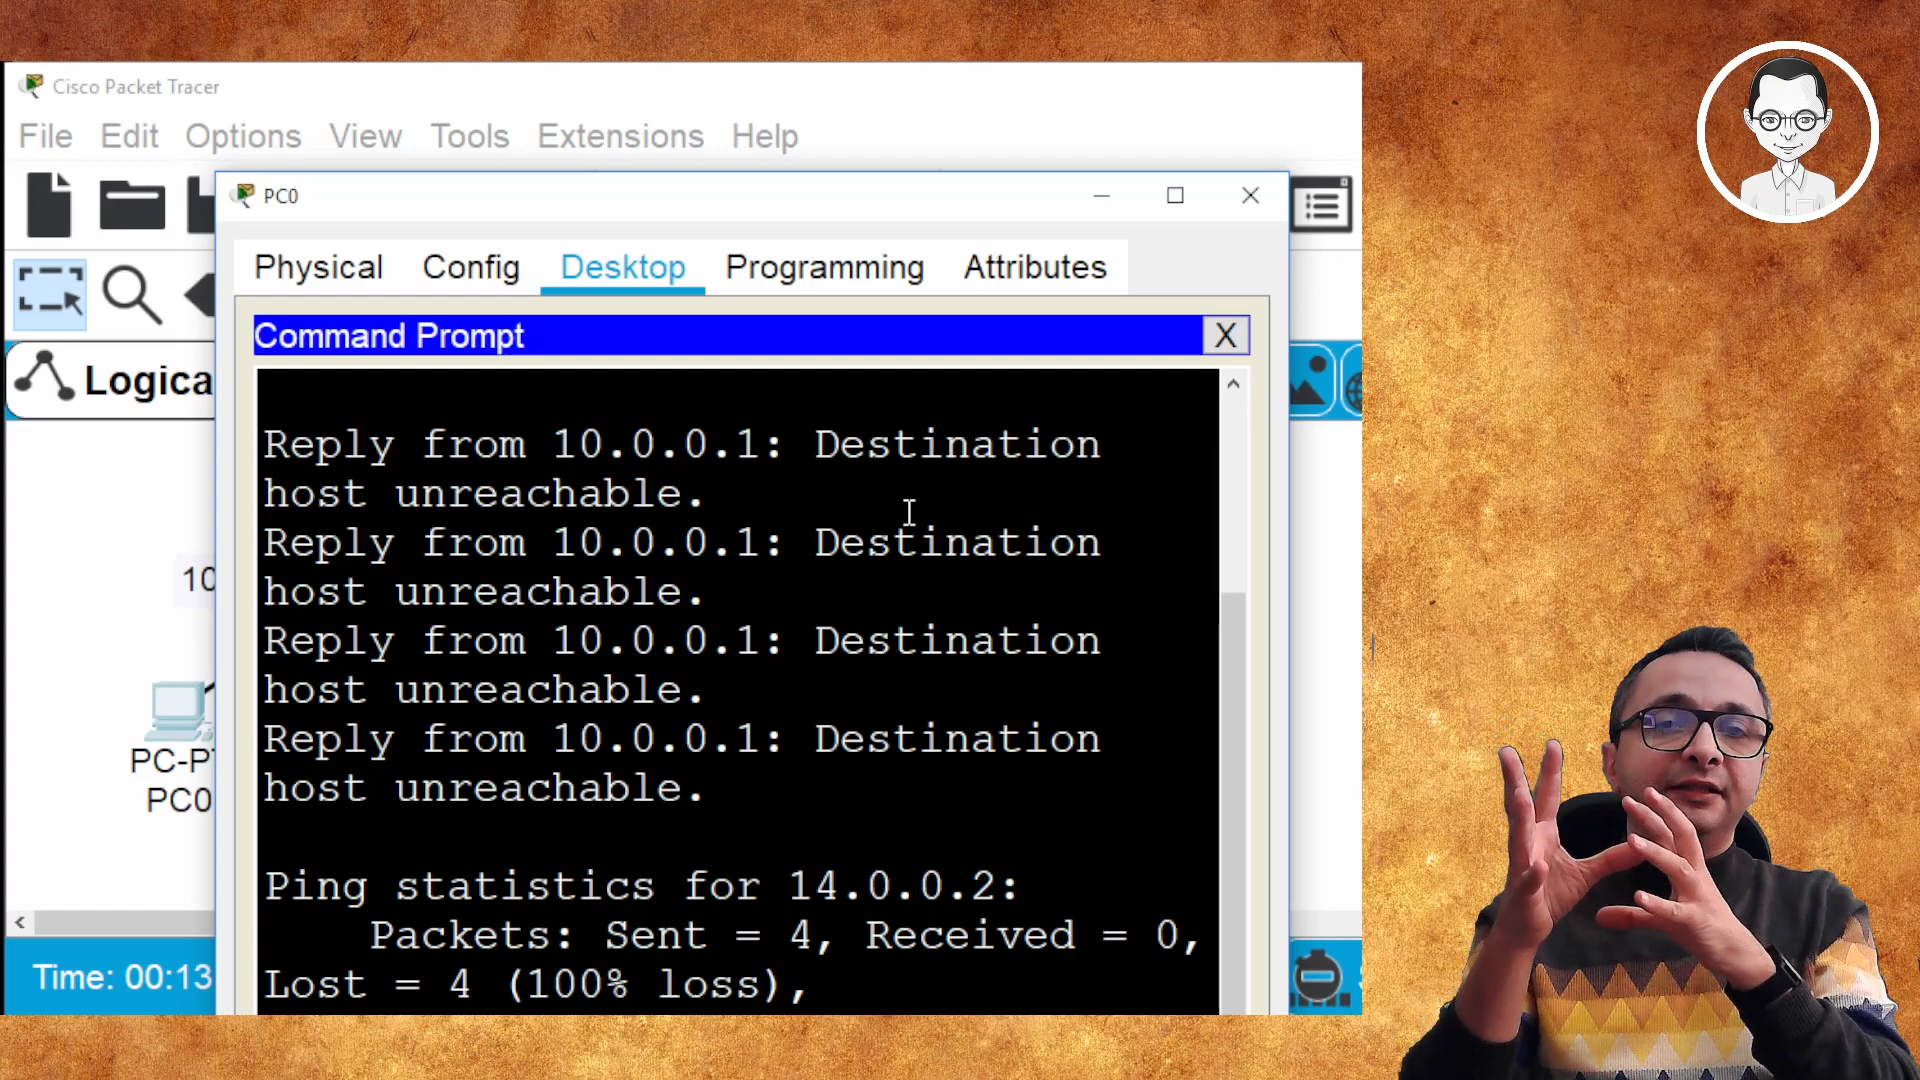 Cisco Packet Tracer
File Edit Options View Tools Extensions Help
PC0
Physical Config Desktop Programming Attributes
Command Prompt X
Logica
Reply from 10.0.0.1: Destination
host unreachable.
Reply from 10.0.0.1: Destination
host unreachable.
Reply from 10.0.0.1: Destination
host unreachable.
Reply from 10.0.0.1: Destination
host unreachable.
10
PC-PT
PC0
Ping statistics for 14.0.0.2:
Packets: Sent = 4, Received = 0,
Lost = 4 (100% loss),
Time: 00:13